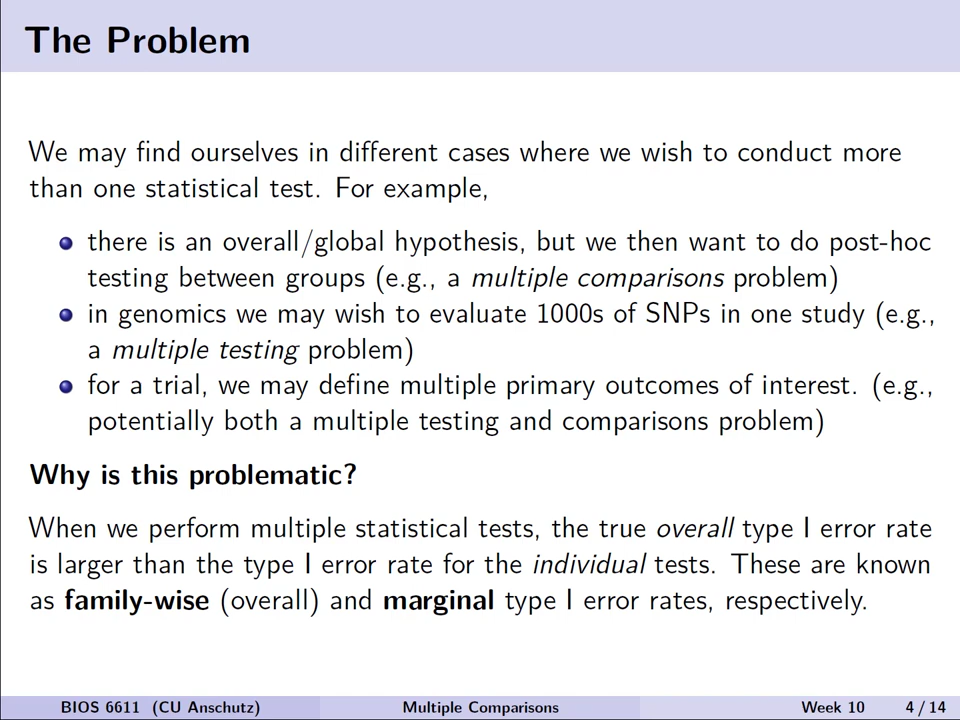 The Problem
We may find ourselves in different cases where we wish to conduct more
than one statistical test. For example,
there is an overall/global hypothesis, but we then want to do post-hoc
testing between groups (e.g., a multiple comparisons problem)
in genomics we may wish to evaluate 1000s of SNPs in one study (e.g.,
a multiple testing problem)
for a trial, we may define multiple primary outcomes of interest. (e.g.,
potentially both a multiple testing and comparisons problem)
Why is this problematic?
When we perform multiple statistical tests, the true overall type I error rate
is larger than the type I error rate for the individual tests. These are known
as family-wise (overall) and marginal type I error rates, respectively.
BIOS 6611 (CU Anschutz) Multiple Comparisons Week 10 4 / 14